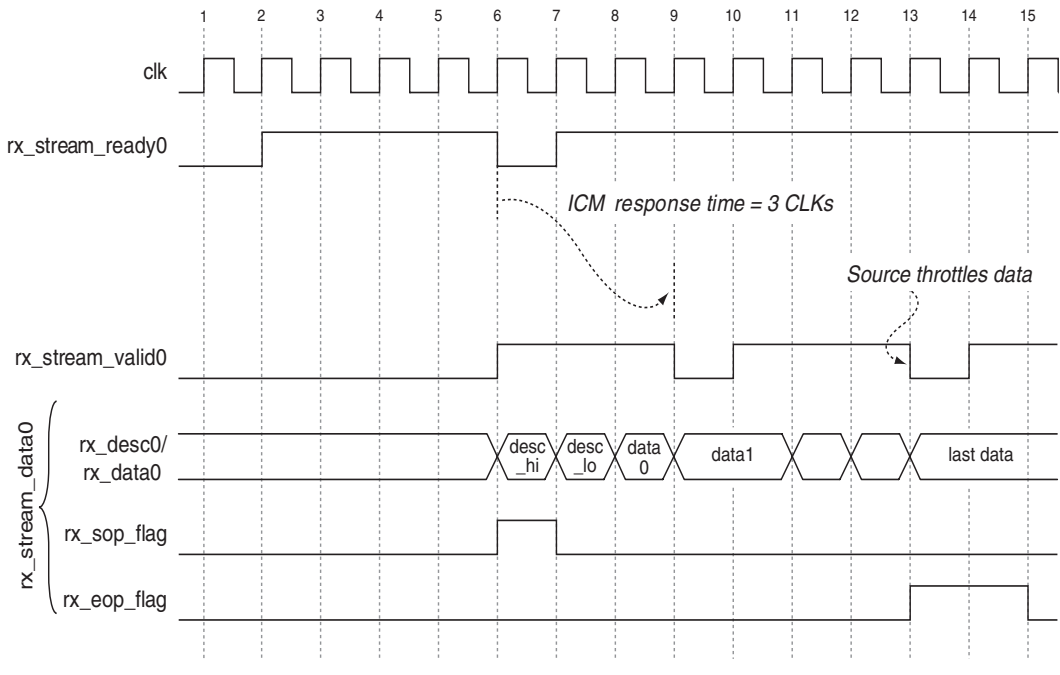 1 2 3 4 5 6 7 8 9 10 11 12 13 14 15
clk
rx_stream_ready0
ICM response time = 3 CLKs
Source throttles data
rx_stream_valid0
rx_stream_data0
rx_desc0/
rx_data0
desc
_hi
desc
_lo
data
0
data1
last data
rx_sop_flag
rx_eop_flag